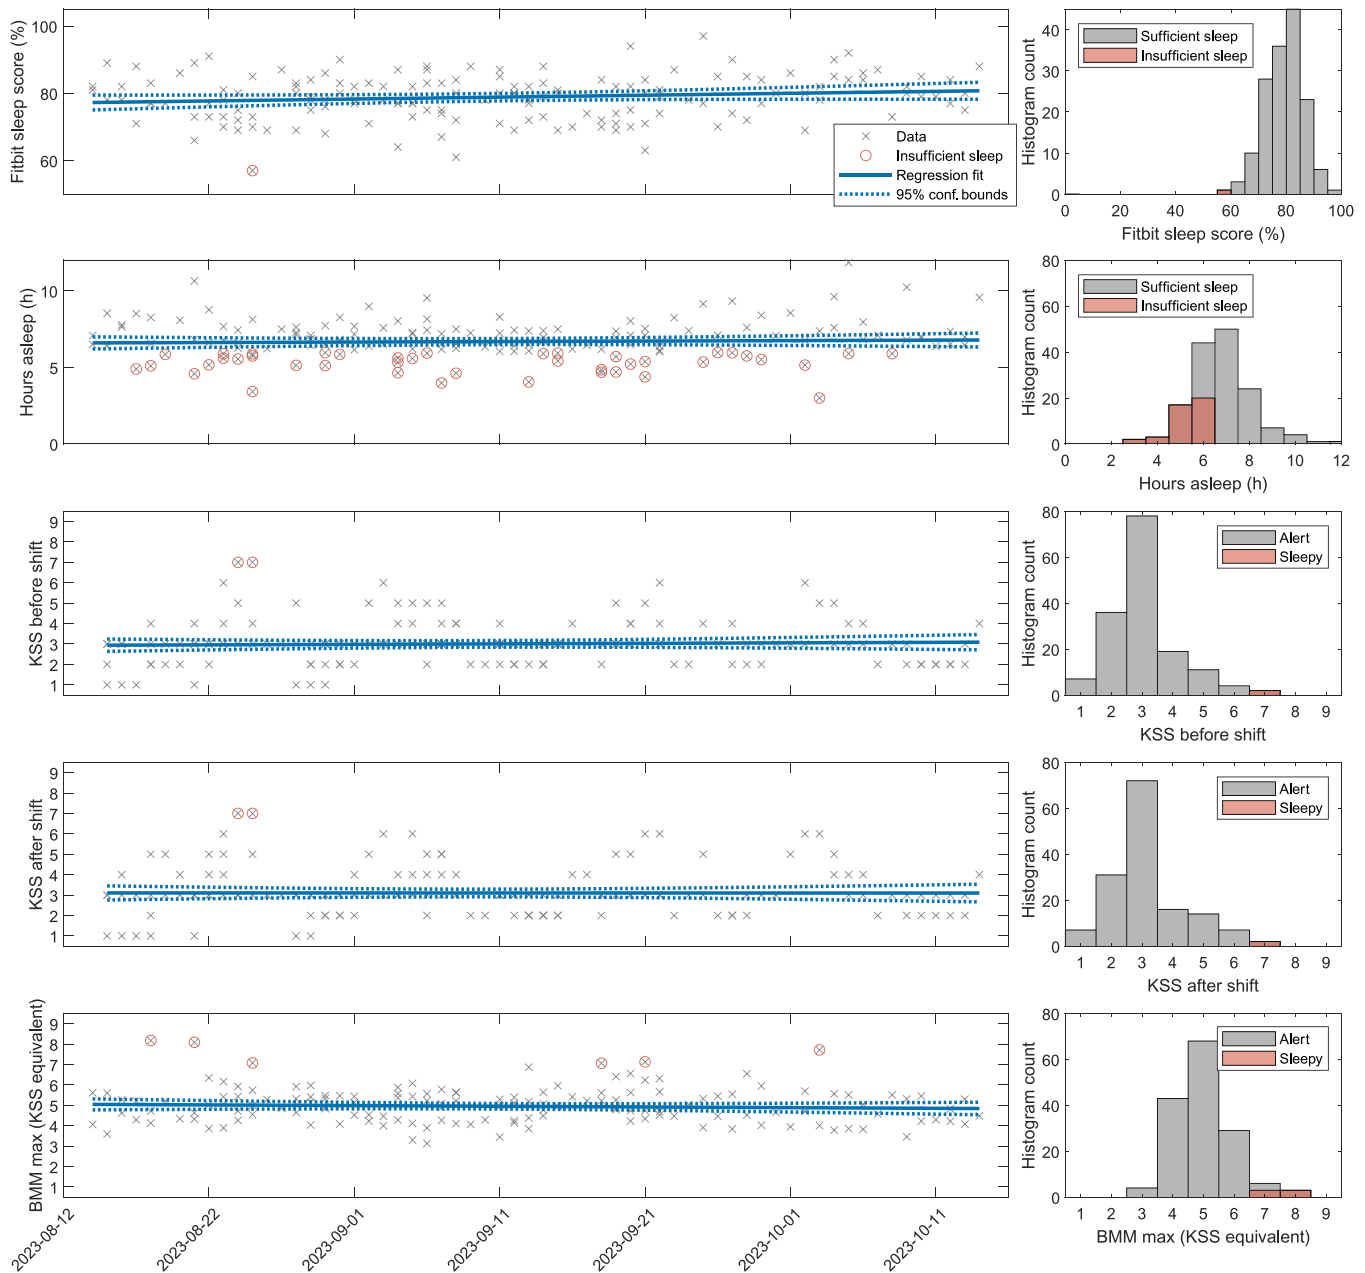 Fitbit sleep score (%)
100
80
60
Data
Insufficient sleep
Regression fit
95% conf. bounds
Histogram count
40
30
20
10
0
Sufficient sleep
Insufficient sleep
0 20 40 60 80 100
Fitbit sleep score (%)
Hours asleep (h)
10
5
0
Histogram count
80
60
40
20
0
Sufficient sleep
Insufficient sleep
0 2 4 6 8 10 12
Hours asleep (h)
KSS before shift
9
8
7
6
5
4
3
2
1
Histogram count
80
60
40
20
0
Alert
Sleepy
1 2 3 4 5 6 7 8 9
KSS before shift
KSS after shift
9
8
7
6
5
4
3
2
1
Histogram count
80
60
40
20
0
Alert
Sleepy
1 2 3 4 5 6 7 8 9
KSS after shift
BMM max (KSS equivalent)
9
8
7
6
5
4
3
2
1
2023-08-12 2023-08-22 2023-09-01 2023-09-11 2023-09-21 2023-10-01 2023-10-11
Histogram count
80
60
40
20
0
Alert
Sleepy
1 2 3 4 5 6 7 8 9
BMM max (KSS equivalent)